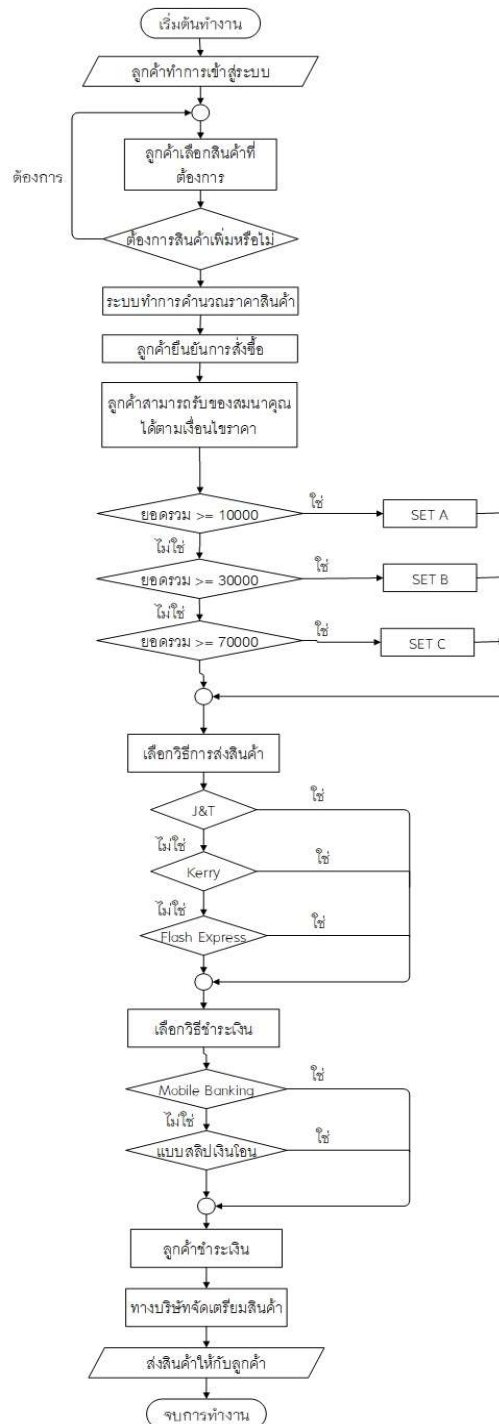 เริ่มต้นทำงาน
ลูกค้าทำการเข้าสู่ระบบ
ลูกค้าเลือกสินค้าที่
ต้องการ
ต้องการ
ต้องการสินค้าเพิ่มหรือไม่
ระบบทำการคำนวณราคาสินค้า
ลูกค้ายืนยันการสั่งซื้อ
ลูกค้าสามารถรับของสมนาคุณ
ได้ตามเงื่อนไขราคา
ยอดรวม >= 10000
ใช่
SET A
ไม่ใช่
ยอดรวม >= 30000
ใช่
SET B
ไม่ใช่
ยอดรวม >= 70000
ใช่
SET C
เลือกวิธีการส่งสินค้า
J&T
ใช่
ไม่ใช่
Kerry
ใช่
ไม่ใช่
Flash Express
ใช่
เลือกวิธีชำระเงิน
Mobile Banking
ใช่
ไม่ใช่
แบบสลิปเงินโอน
ใช่
ลูกค้าชำระเงิน
ทางบริษัทจัดเตรียมสินค้า
ส่งสินค้าให้กับลูกค้า
จบการทำงาน